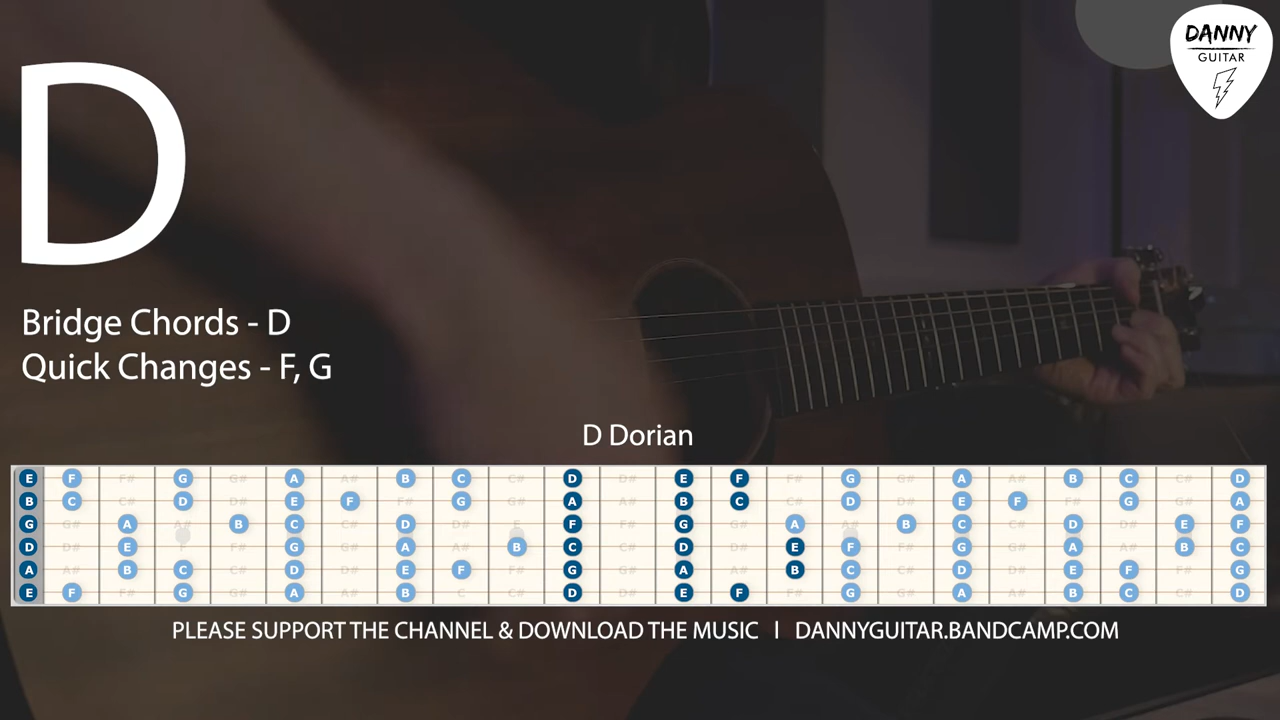 DANNY
GUITAR
D
Bridge Chords - D
Quick Changes - F, G
D Dorian
E F F# G G# A A# B C C# D D# E F F# G G# A A# B C C# D
B C C# D D# E F F# G G# A A# B C C# D D# E F F# G G# A
G G# A A# B C C# D D# E F F# G G# A A# B C C# D D# E F
D D# E F F# G G# A A# B C C# D D# E F F# G G# A A# B C
A A# B C C# D D# E F F# G G# A A# B C C# D D# E F F# G
E F F# G G# A A# B C C# D D# E F F# G G# A A# B C C# D
PLEASE SUPPORT THE CHANNEL & DOWNLOAD THE MUSIC | DANNYGUITAR.BANDCAMP.COM